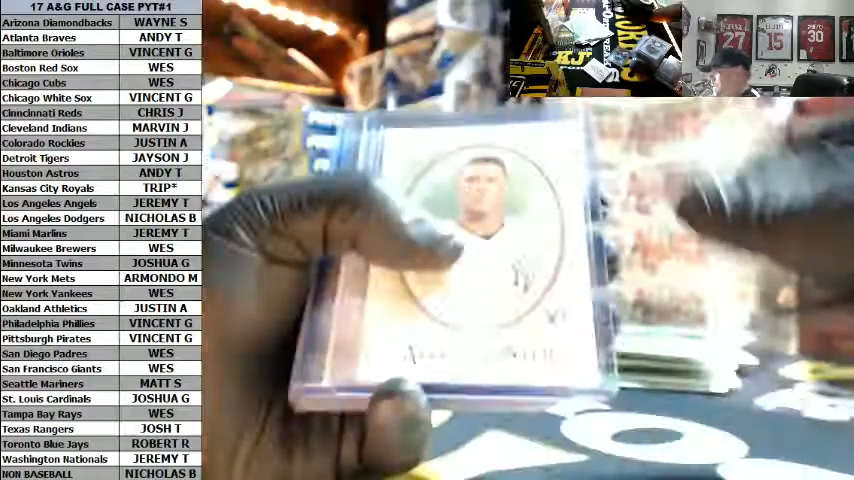 17 A&G FULL CASE PYT#1
Arizona Diamondbacks WAYNE S
Atlanta Braves ANDY T
Baltimore Orioles VINCENT G
Boston Red Sox WES
Chicago Cubs WES
Chicago White Sox VINCENT G
Cinncinati Reds CHRIS J
Cleveland Indians MARVIN J
Colorado Rockies JUSTIN A
Detroit Tigers JAYSON J
Houston Astros ANDY T
Kansas City Royals TRIP*
Los Angeles Angels JEREMY T
Los Angeles Dodgers NICHOLAS B
Miami Marlins JEREMY T
Milwaukee Brewers WES
Minnesota Twins JOSHUA G
New York Mets ARMONDO M
New York Yankees WES
Oakland Athletics JUSTIN A
Philadelphia Phillies VINCENT G
Pittsburgh Pirates VINCENT G
San Diego Padres WES
San Francisco Giants WES
Seattle Mariners MATT S
St. Louis Cardinals JOSHUA G
Tampa Bay Rays WES
Texas Rangers JOSH T
Toronto Blue Jays ROBERT R
Washington Nationals JEREMY T
NON BASEBALL NICHOLAS B
27
15
30